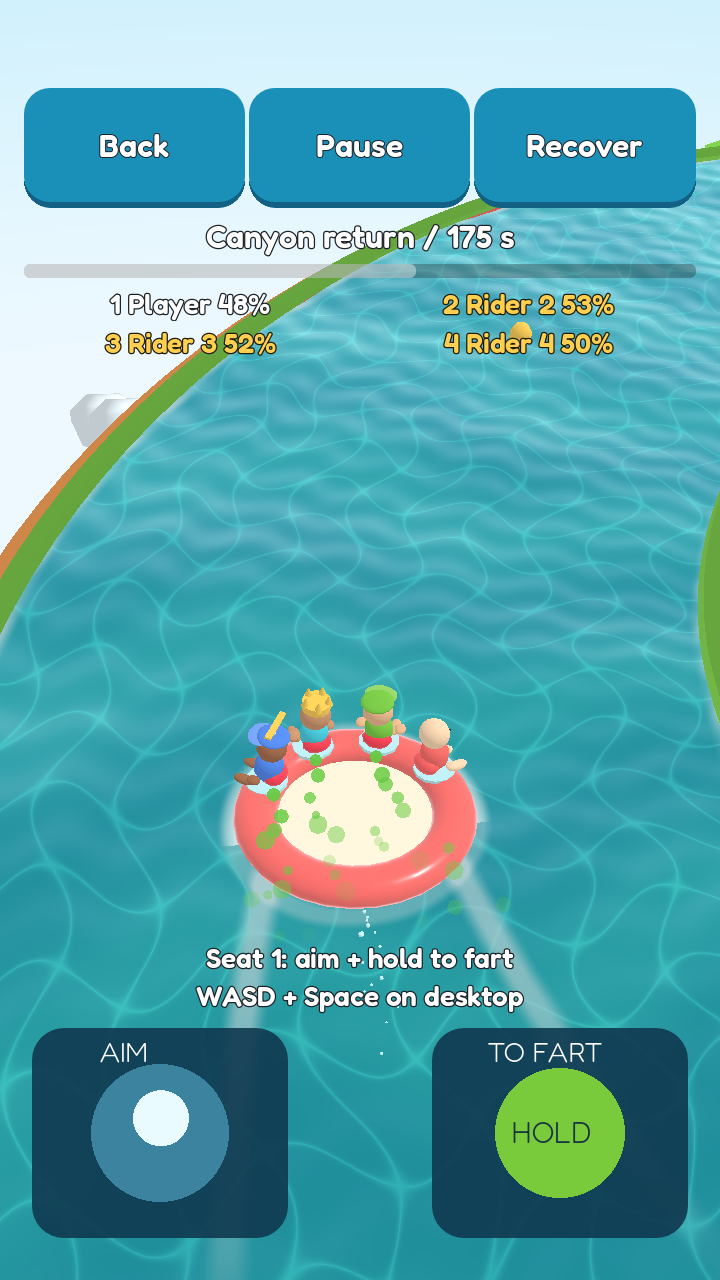 Back Pause Recover
Canyon return / 175 s
1 Player 48% 2 Rider 2 53%
3 Rider 3 52% 4 Rider 4 50%
Seat 1: aim + hold to fart
WASD + Space on desktop
AIM TO FART
HOLD